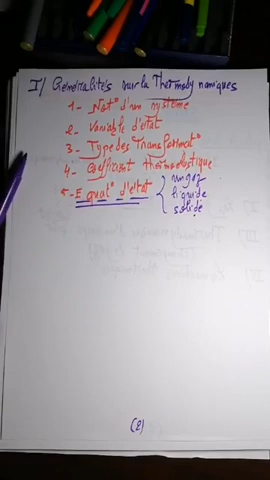 I/ Généralités sur la Thermodynamiques
1- Not° d'un système
2- Variable d'état
3- Type des Transformat°
4- Coefficient thermoélastique
5- Equat° d'état { un gaz
liquide
solide
(2)